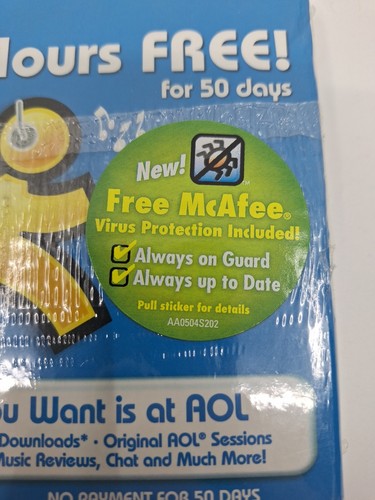 lours FREE!
for 50 days
New!
Free McAfee®
Virus Protection Included!
Always on Guard
Always up to Date
Pull sticker for details
AA0504S202
u Want is at AOL
Downloads* • Original AOL® Sessions
Music Reviews, Chat and Much More!
NO PAYMENT FOR 50 DAYS